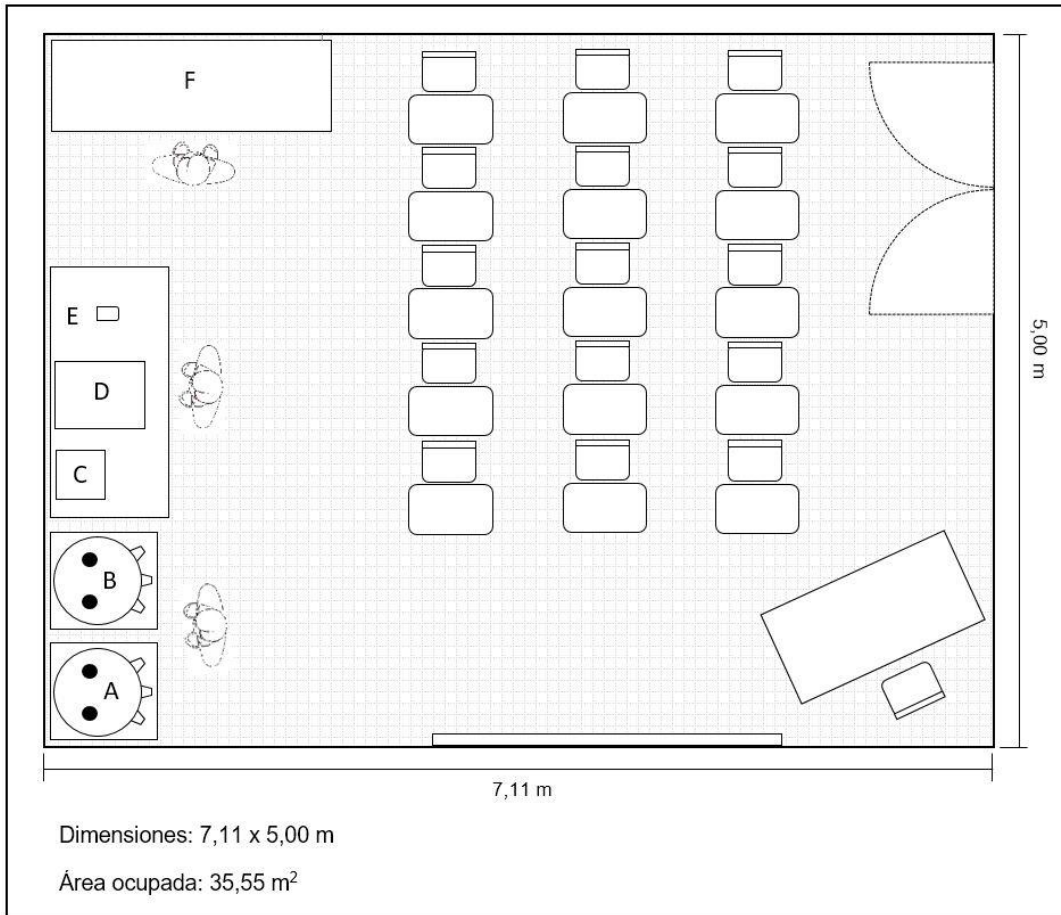 F
E
D
C
B
A
5,00 m
7,11 m
Dimensiones: 7,11 x 5,00 m
Área ocupada: 35,55 m²